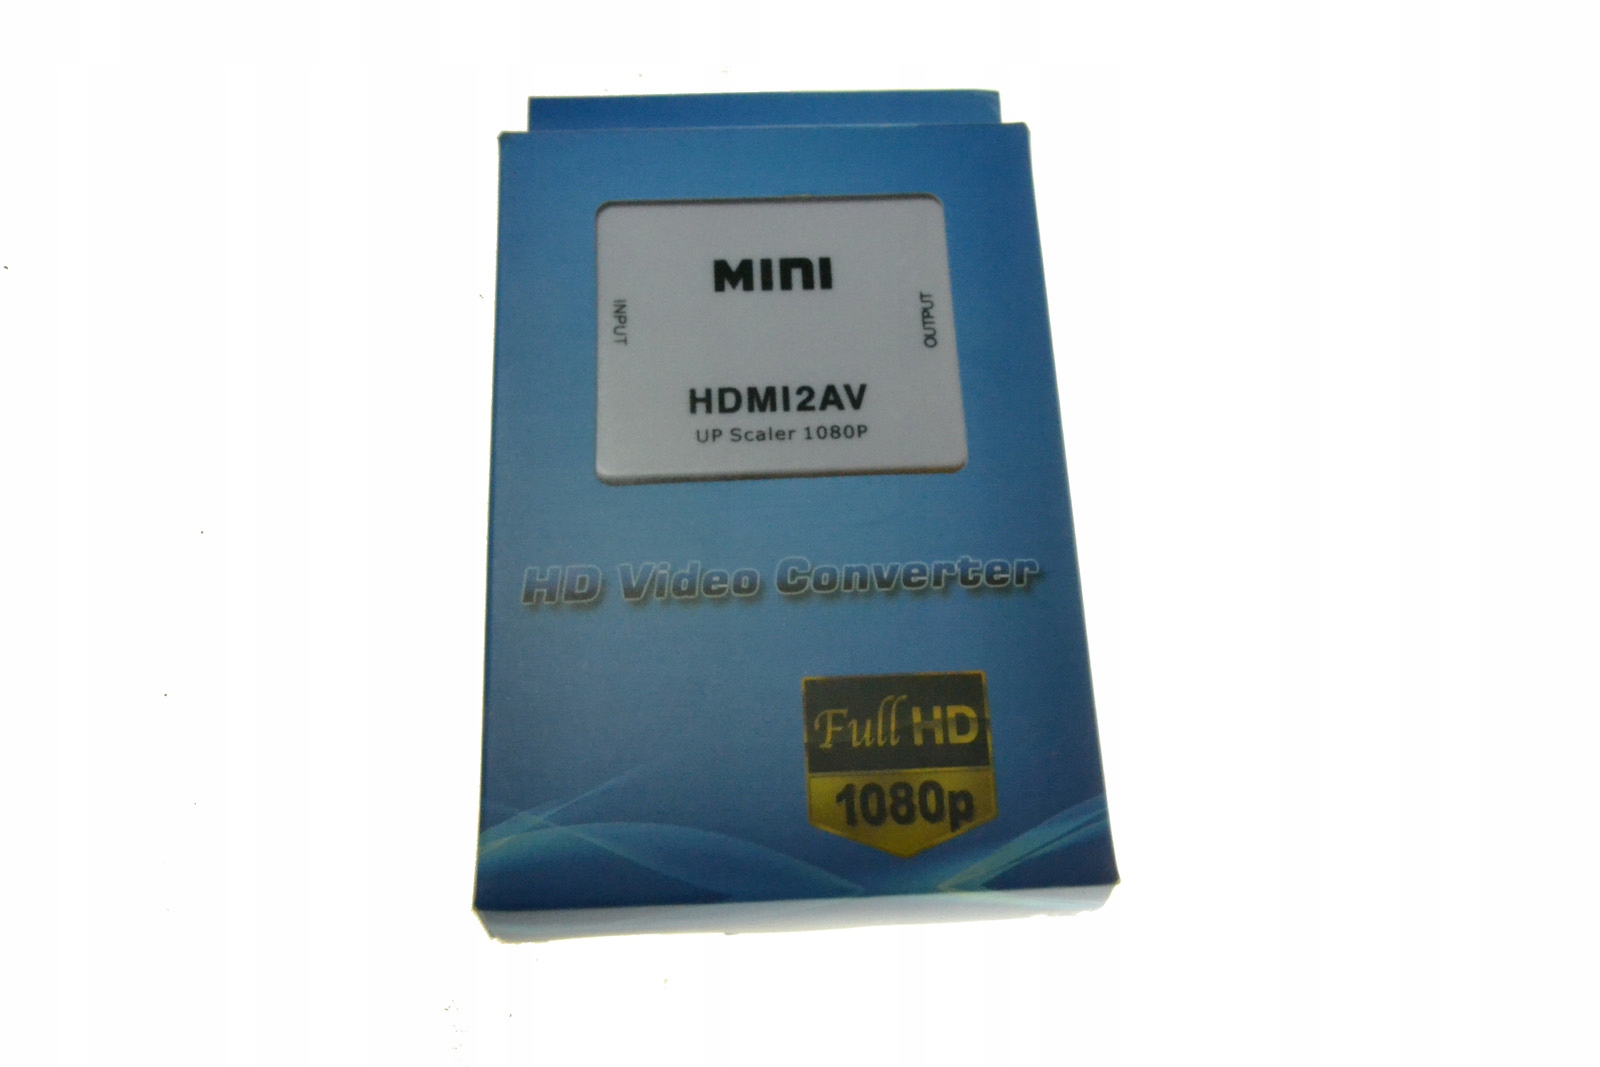 MINI
INPUT
OUTPUT
HDMI2AV
UP Scaler 1080P
HD Video Converter
Full HD
1080p